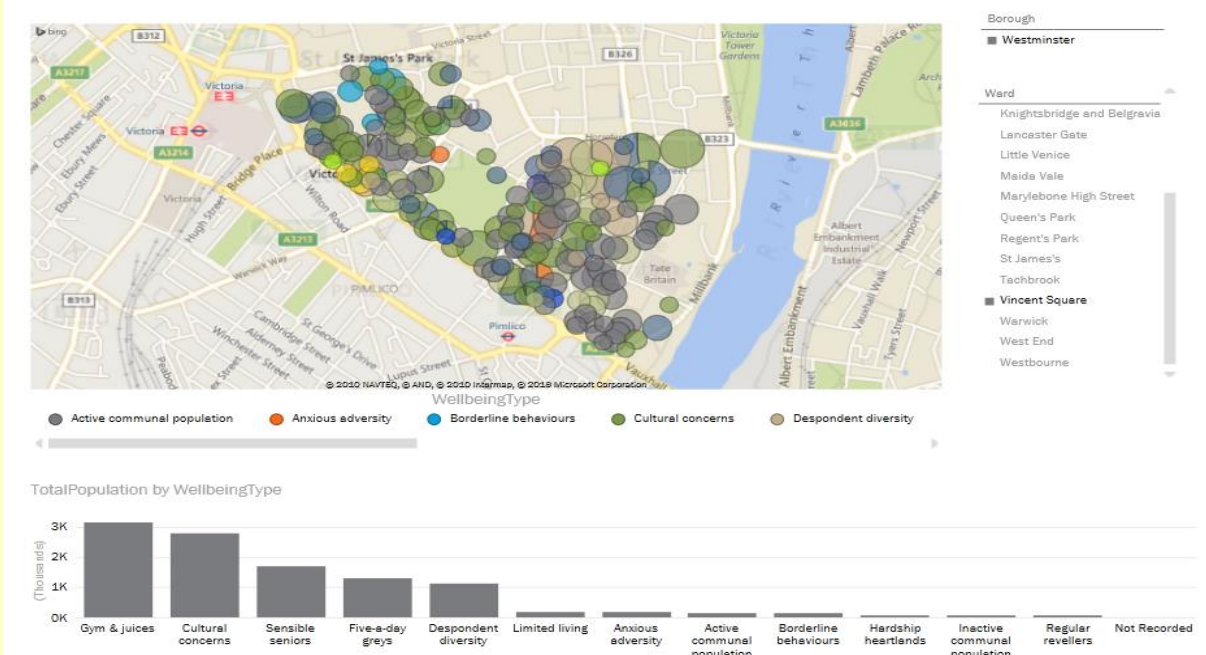 Borough
Westminster
Ward
Knightsbridge and Belgravia
Lancaster Gate
Little Venice
Maida Vale
Marylebone High Street
Queen's Park
Regent's Park
St James's
Tachbrook
Vincent Square
Warwick
West End
Westbourne
bing
B312
Victoria Street
St James's Park
B326
Victoria
Tower
Gardens
Lambeth Palace
A3217
Victoria
Chester Square
Ebury Mews
Ebury Street
Victoria
A3214
Bridge Place
B323
A3036
Victoria
Hugh Street
Wilton Road
A3213
Warwick Way
PIMLICO
B313
Cambridge Street
Alderney Street
Winchester Street
St George's Drive
Lupus Street
Pimlico
Tate
Britain
Millbank
Albert
Embankment
Industrial
Estate
Newport Street
Vauxhall Walk
Tyers Street
Albert Embankment
Vauxhall
© 2010 NAVTEQ, © AND, © 2010 Intermap, © 2016 Microsoft Corporation
WellbeingType
Active communal population Anxious adversity Borderline behaviours Cultural concerns Despondent diversity
TotalPopulation by WellbeingType
(Thousands)
3K
2K
1K
0K
Gym & juices
Cultural
concerns
Sensible
seniors
Five-a-day
greys
Despondent
diversity
Limited living
Anxious
adversity
Active
communal
population
Borderline
behaviours
Hardship
heartlands
Inactive
communal
population
Regular
revellers
Not Recorded